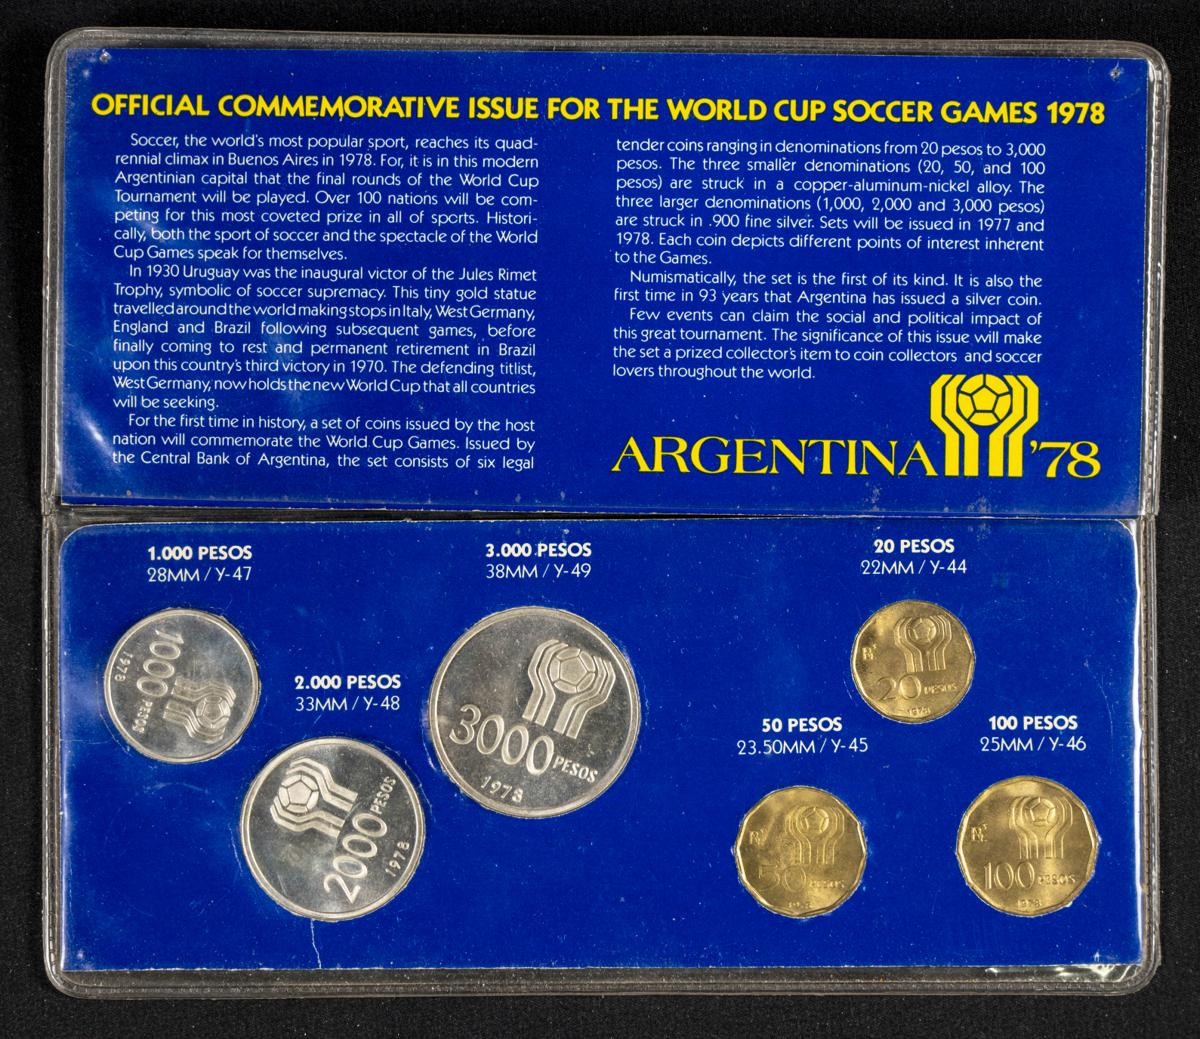 OFFICIAL COMMEMORATIVE ISSUE FOR THE WORLD CUP SOCCER GAMES 1978
Soccer, the world's most popular sport, reaches its quad-
rennial climax in Buenos Aires in 1978. For, it is in this modern
Argentinian capital that the final rounds of the World Cup
Tournament will be played. Over 100 nations will be com-
peting for this most coveted prize in all of sports. Histori-
cally, both the sport of soccer and the spectacle of the World
Cup Games speak for themselves.
In 1930 Uruguay was the inaugural victor of the Jules Rimet
Trophy, symbolic of soccer supremacy. This tiny gold statue
travelled around the world making stops in Italy, West Germany,
England and Brazil following subsequent games, before
finally coming to rest and permanent retirement in Brazil
upon this country's third victory in 1970. The defending titlist,
West Germany, now holds the new World Cup that all countries
will be seeking.
For the first time in history, a set of coins issued by the host
nation will commemorate the World Cup Games. Issued by
the Central Bank of Argentina, the set consists of six legal
tender coins ranging in denominations from 20 pesos to 3,000
pesos. The three smaller denominations (20, 50, and 100
pesos) are struck in a copper-aluminum-nickel alloy. The
three larger denominations (1,000, 2,000 and 3,000 pesos)
are struck in .900 fine silver. Sets will be issued in 1977 and
1978. Each coin depicts different points of interest inherent
to the Games.
Numismatically, the set is the first of its kind. It is also the
first time in 93 years that Argentina has issued a silver coin.
Few events can claim the social and political impact of
this great tournament. The significance of this issue will make
the set a prized collector's item to coin collectors and soccer
lovers throughout the world.
ARGENTINA '78
1.000 PESOS
28MM / Y-47
1000 PESOS
1978
2.000 PESOS
33MM / Y-48
2000 PESOS
1978
3.000 PESOS
38MM / Y-49
3000 PESOS
1978
20 PESOS
22MM / Y-44
20 PESOS
1978
50 PESOS
23.50MM / Y-45
50 PESOS
100 PESOS
25MM / Y-46
100 PESOS
1978